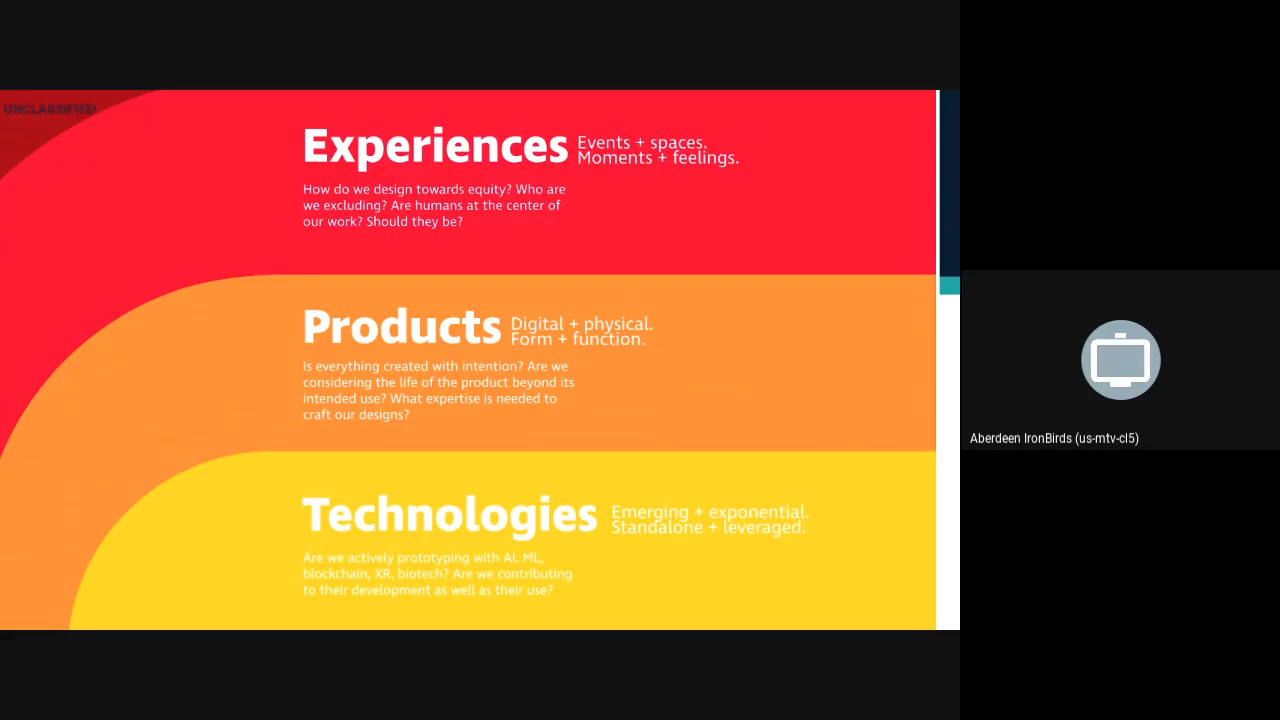 UNCLASSIFIED
Experiences
Events + spaces.
Moments + feelings.
How do we design towards equity? Who are
we excluding? Are humans at the center of
our work? Should they be?
Products
Digital + physical.
Form + function.
Is everything created with intention? Are we
considering the life of the product beyond its
intended use? What expertise is needed to
craft our designs?
Technologies
Emerging + exponential.
Standalone + leveraged.
Are we actively prototyping with AI, ML,
blockchain, XR, biotech? Are we contributing
to their development as well as their use?
Aberdeen IronBirds (us-mtv-cl5)